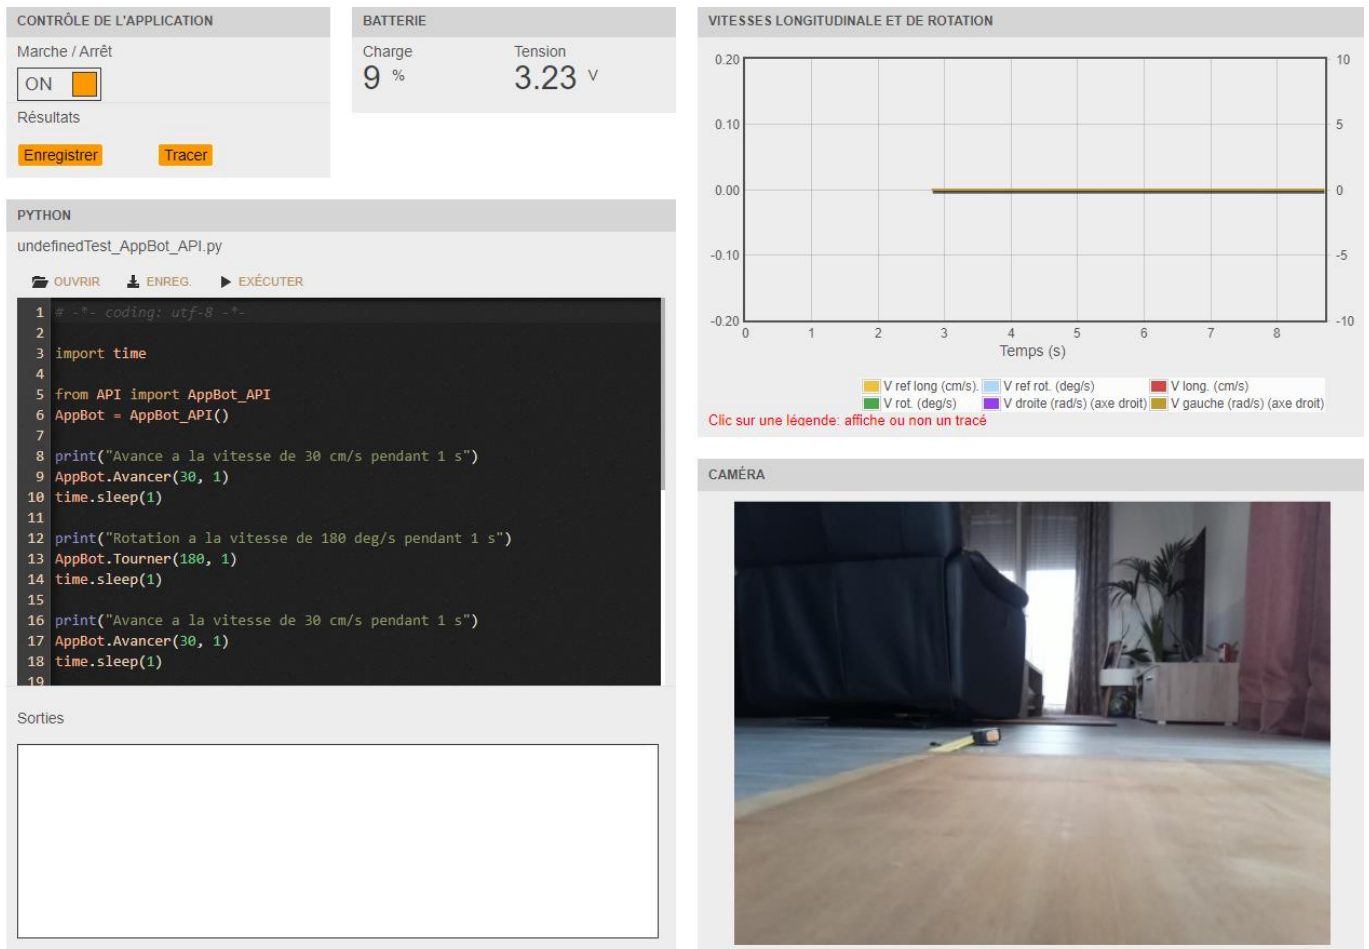 CONTRÔLE DE L'APPLICATION
Marche / Arrêt
ON
Résultats
Enregistrer
Tracer
BATTERIE
Charge
9 %
Tension
3.23 V
PYTHON
undefinedTest_AppBot_API.py
OUVRIR
ENREG.
EXÉCUTER
1 # -*- coding: utf-8 -*-
2
3 import time
4
5 from API import AppBot_API
6 AppBot = AppBot_API()
7
8 print("Avance a la vitesse de 30 cm/s pendant 1 s")
9 AppBot.Avancer(30, 1)
10 time.sleep(1)
11
12 print("Rotation a la vitesse de 180 deg/s pendant 1 s")
13 AppBot.Tourner(180, 1)
14 time.sleep(1)
15
16 print("Avance a la vitesse de 30 cm/s pendant 1 s")
17 AppBot.Avancer(30, 1)
18 time.sleep(1)
19
Sorties
VITESSES LONGITUDINALE ET DE ROTATION
0.20
0.10
0.00
-0.10
-0.20
10
5
0
-5
-10
0 1 2 3 4 5 6 7 8
Temps (s)
V ref long (cm/s). V ref rot. (deg/s) V long. (cm/s)
V rot. (deg/s) V droite (rad/s) (axe droit) V gauche (rad/s) (axe droit)
Clic sur une légende: affiche ou non un tracé
CAMÉRA